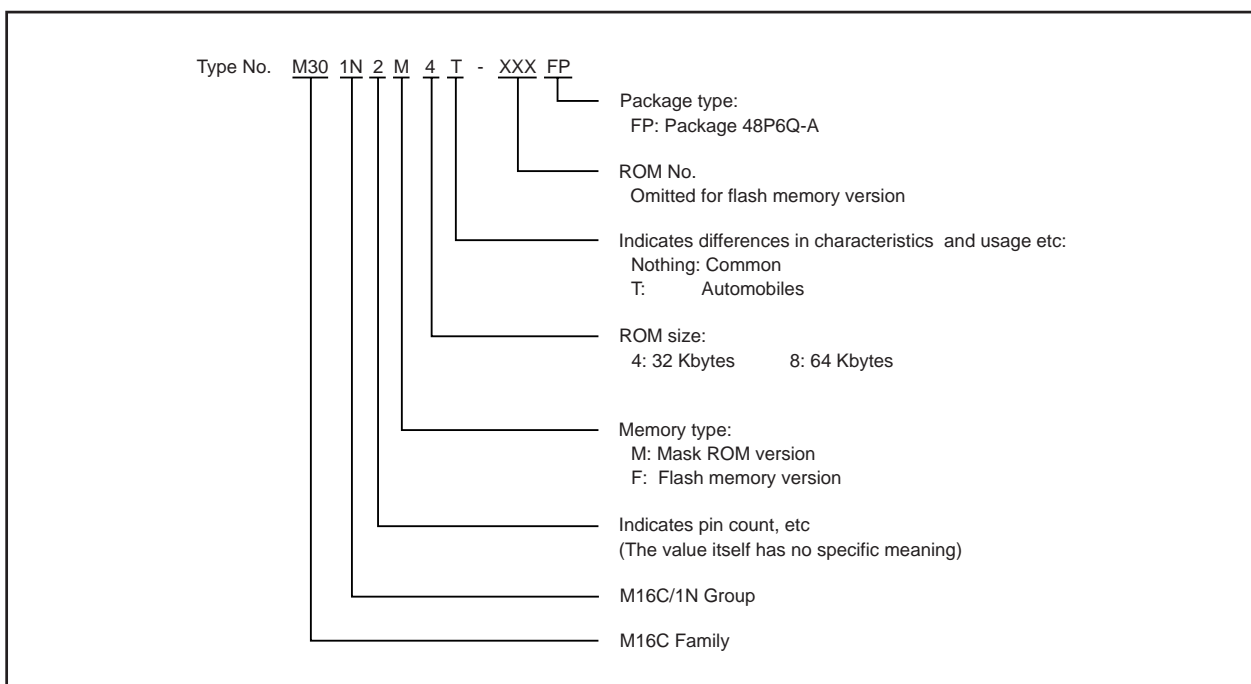 Type No. M30 1N 2 M 4 T - XXX FP
Package type:
FP: Package 48P6Q-A
ROM No.
Omitted for flash memory version
Indicates differences in characteristics and usage etc:
Nothing: Common
T: Automobiles
ROM size:
4: 32 Kbytes 8: 64 Kbytes
Memory type:
M: Mask ROM version
F: Flash memory version
Indicates pin count, etc
(The value itself has no specific meaning)
M16C/1N Group
M16C Family